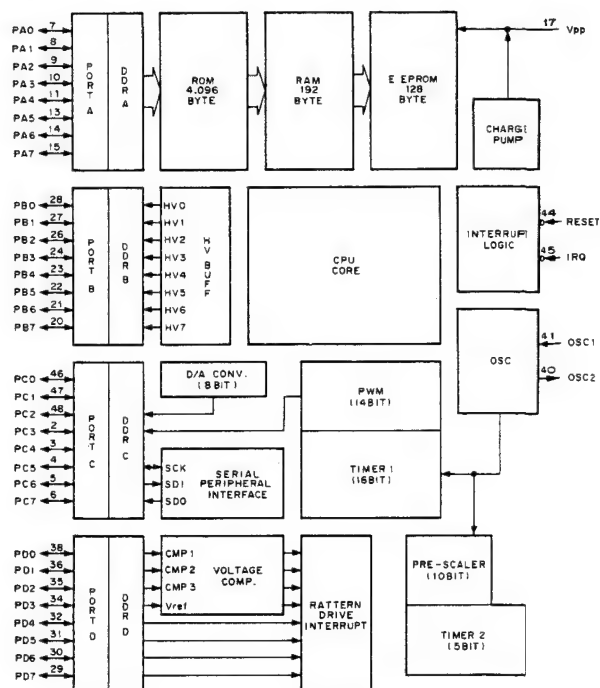 PA0 7
PA1 8
PA2 9
PA3 10
PA4 11
PA5 13
PA6 14
PA7 15
PORT A
DDR A
ROM
4.096
BYTE
RAM
192
BYTE
E EPROM
128
BYTE
17 Vpp
CHARGE
PUMP
PB0 28
PB1 27
PB2 26
PB3 24
PB4 23
PB5 22
PB6 21
PB7 20
PORT B
DDR B
HV0
HV1
HV2
HV3
HV4
HV5
HV6
HV7
HV BUFF
CPU
CORE
INTERRUPT
LOGIC
44 RESET
45 IRQ
OSC
41 OSC1
40 OSC2
PC0 46
PC1 47
PC2 48
PC3 2
PC4 3
PC5 4
PC6 5
PC7 6
PORT C
DDR C
D/A CONV.
(8BIT)
SCK
SDI
SDO
SERIAL
PERIPHERAL
INTERFACE
PWM
(14BIT)
TIMER 1
(16BIT)
PD0 38
PD1 36
PD2 35
PD3 34
PD4 32
PD5 31
PD6 30
PD7 29
PORT D
DDR D
CMP1
CMP2
CMP3
Vref
VOLTAGE
COMP.
RATTERN
DRIVE
INTERRUPT
PRE-SCALER
(10BIT)
TIMER 2
(5BIT)